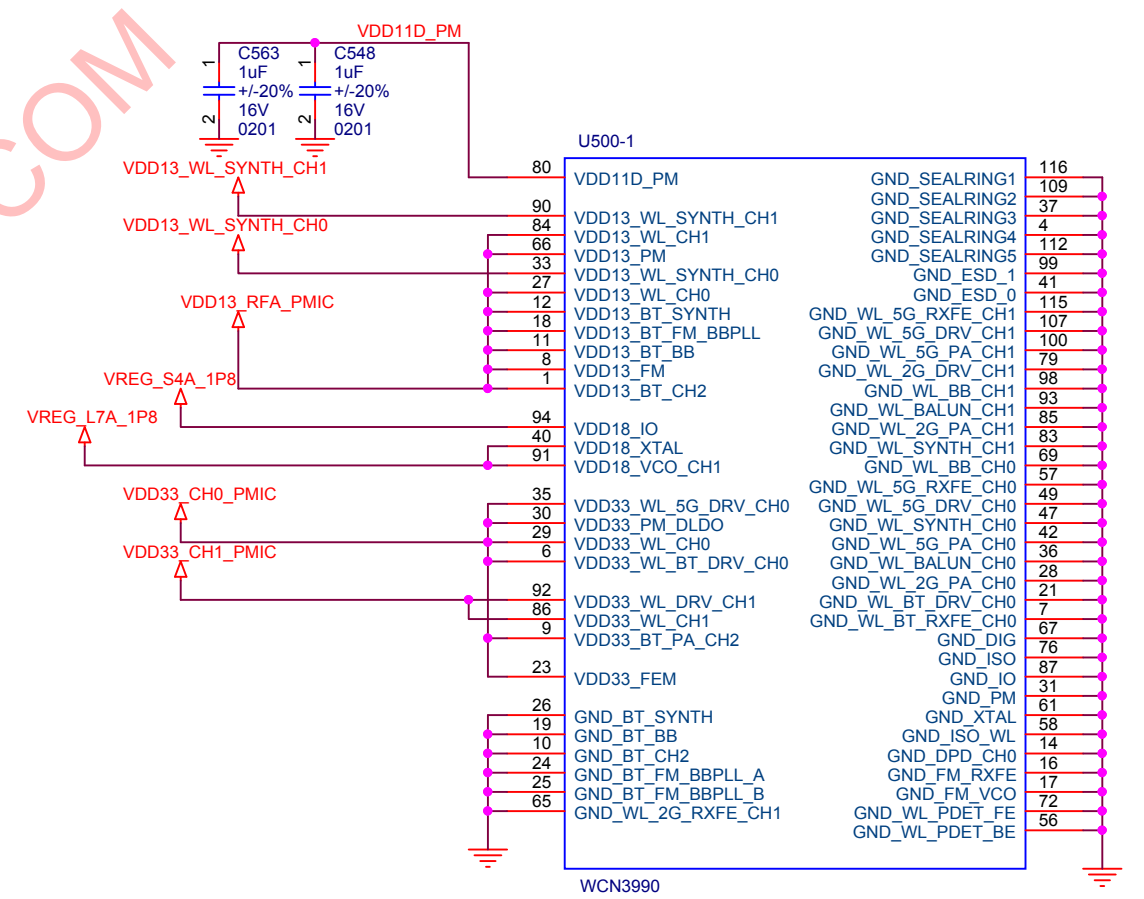 COM
VDD11D_PM
C563
1uF
+/-20%
16V
0201
1
2
C548
1uF
+/-20%
16V
0201
1
2
VDD13_WL_SYNTH_CH1
VDD13_WL_SYNTH_CH0
VDD13_RFA_PMIC
VREG_S4A_1P8
VREG_L7A_1P8
VDD33_CH0_PMIC
VDD33_CH1_PMIC
U500-1
80 VDD11D_PM
90 VDD13_WL_SYNTH_CH1
84 VDD13_WL_CH1
66 VDD13_PM
33 VDD13_WL_SYNTH_CH0
27 VDD13_WL_CH0
12 VDD13_BT_SYNTH
18 VDD13_BT_FM_BBPLL
11 VDD13_BT_BB
8 VDD13_FM
1 VDD13_BT_CH2
94 VDD18_IO
40 VDD18_XTAL
91 VDD18_VCO_CH1
35 VDD33_WL_5G_DRV_CH0
30 VDD33_PM_DLDO
29 VDD33_WL_CH0
6 VDD33_WL_BT_DRV_CH0
92 VDD33_WL_DRV_CH1
86 VDD33_WL_CH1
9 VDD33_BT_PA_CH2
23 VDD33_FEM
26 GND_BT_SYNTH
19 GND_BT_BB
10 GND_BT_CH2
24 GND_BT_FM_BBPLL_A
25 GND_BT_FM_BBPLL_B
65 GND_WL_2G_RXFE_CH1
GND_SEALRING1 116
GND_SEALRING2 109
GND_SEALRING3 37
GND_SEALRING4 4
GND_SEALRING5 112
GND_ESD_1 99
GND_ESD_0 41
GND_WL_5G_RXFE_CH1 115
GND_WL_5G_DRV_CH1 107
GND_WL_5G_PA_CH1 100
GND_WL_2G_DRV_CH1 79
GND_WL_BB_CH1 98
GND_WL_BALUN_CH1 93
GND_WL_2G_PA_CH1 85
GND_WL_SYNTH_CH1 83
GND_WL_BB_CH0 69
GND_WL_5G_RXFE_CH0 57
GND_WL_5G_DRV_CH0 49
GND_WL_SYNTH_CH0 47
GND_WL_5G_PA_CH0 42
GND_WL_BALUN_CH0 36
GND_WL_2G_PA_CH0 28
GND_WL_BT_DRV_CH0 21
GND_WL_BT_RXFE_CH0 7
GND_DIG 67
GND_ISO 76
GND_IO 87
GND_PM 31
GND_XTAL 61
GND_ISO_WL 58
GND_DPD_CH0 14
GND_FM_RXFE 16
GND_FM_VCO 17
GND_WL_PDET_FE 72
GND_WL_PDET_BE 56
WCN3990